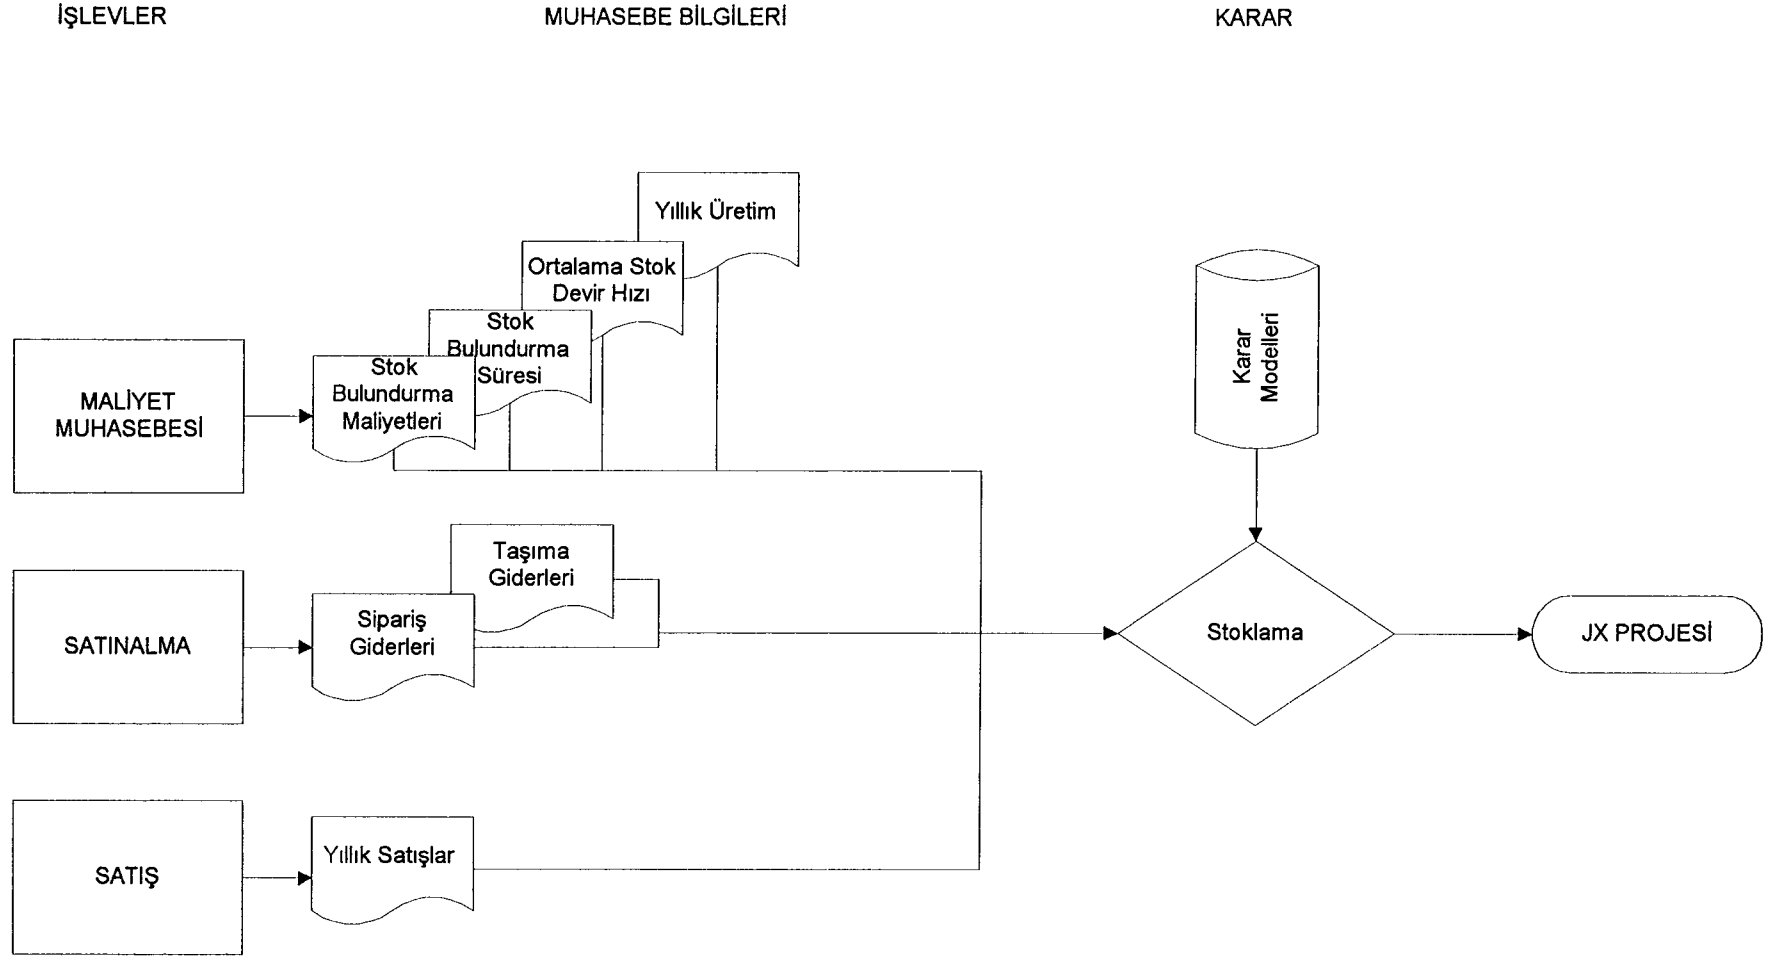 İŞLEVLER
MUHASEBE BİLGİLERİ
KARAR
Yıllık Üretim
Ortalama Stok
Devir Hızı
Stok
Bulundurma
Süresi
Stok
Bulundurma
Maliyetleri
MALİYET
MUHASEBESİ
Karar
Modelleri
Taşıma
Giderleri
Sipariş
Giderleri
SATINALMA
Stoklama
JX PROJESİ
Yıllık Satışlar
SATIŞ